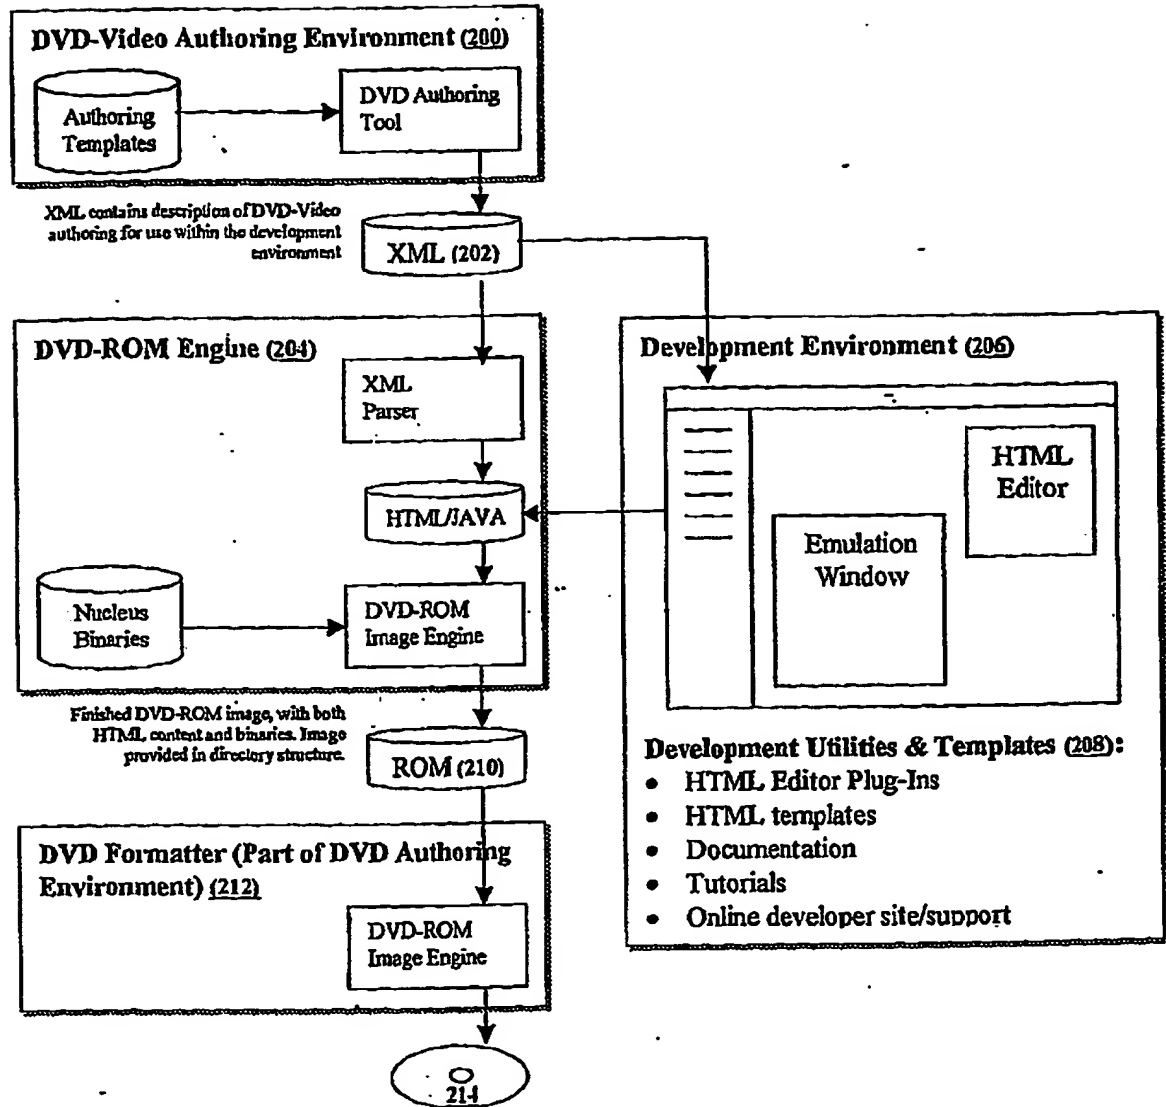 DVD-Video Authoring Environment (200)
Authoring
Templates
DVD Authoring
Tool
XML contains description of DVD-Video
authoring for use within the development
environment
XML (202)
DVD-ROM Engine (204)
XML
Parser
HTML/JAVA
Nucleus
Binaries
DVD-ROM
Image Engine
Finished DVD-ROM image, with both
HTML content and binaries. Image
provided in directory structure.
ROM (210)
DVD Formatter (Part of DVD Authoring
Environment) (212)
DVD-ROM
Image Engine
214
Development Environment (206)
HTML
Editor
Emulation
Window
Development Utilities & Templates (208):
• HTML Editor Plug-Ins
• HTML templates
• Documentation
• Tutorials
• Online developer site/support